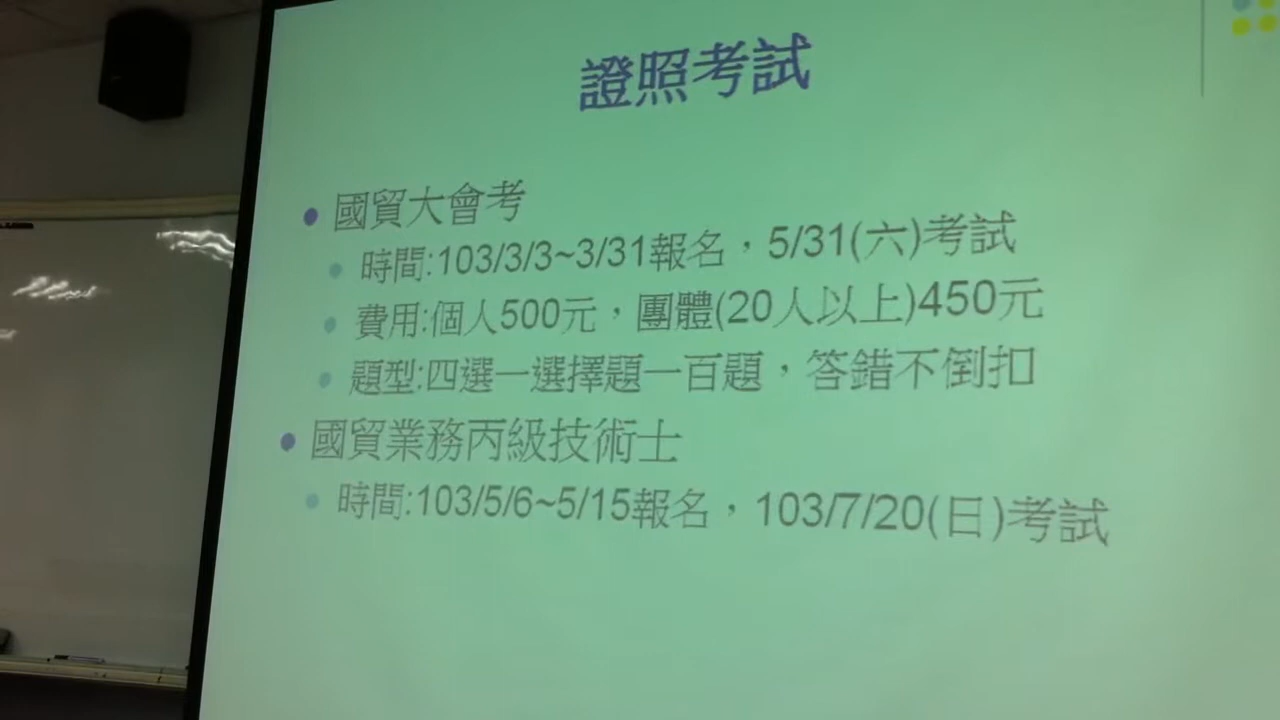 證照考試
國貿大會考
時間:103/3/3~3/31報名，5/31(六)考試
費用:個人500元，團體(20人以上)450元
題型:四選一選擇題一百題，答錯不倒扣
國貿業務丙級技術士
時間:103/5/6~5/15報名，103/7/20(日)考試